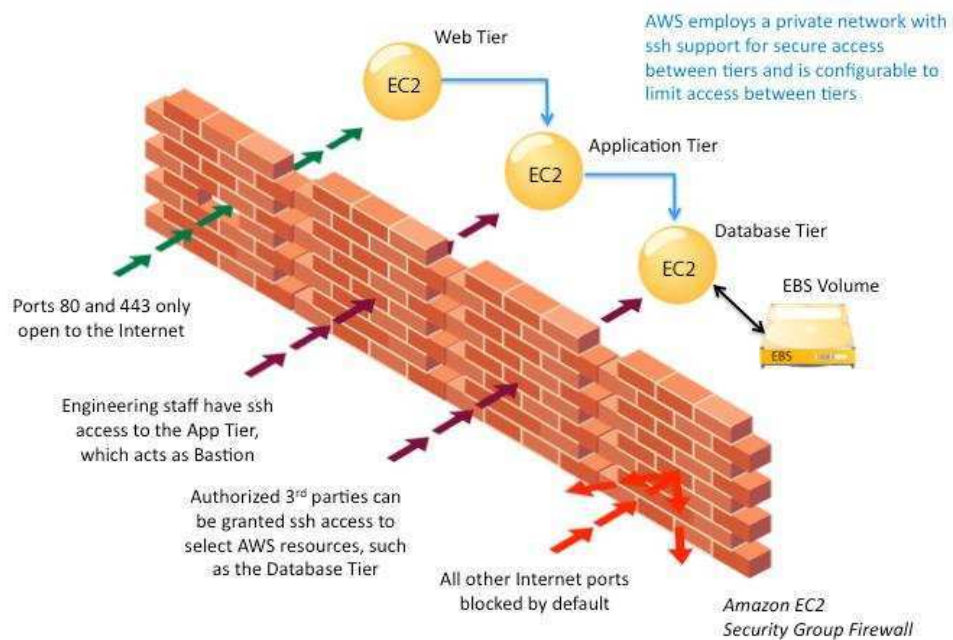 Web Tier
AWS employs a private network with
ssh support for secure access
between tiers and is configurable to
limit access between tiers
EC2
Application Tier
EC2
Database Tier
EC2
EBS Volume
EBS
Ports 80 and 443 only
open to the Internet
Engineering staff have ssh
access to the App Tier,
which acts as Bastion
Authorized 3rd parties can
be granted ssh access to
select AWS resources, such
as the Database Tier
All other Internet ports
blocked by default
Amazon EC2
Security Group Firewall